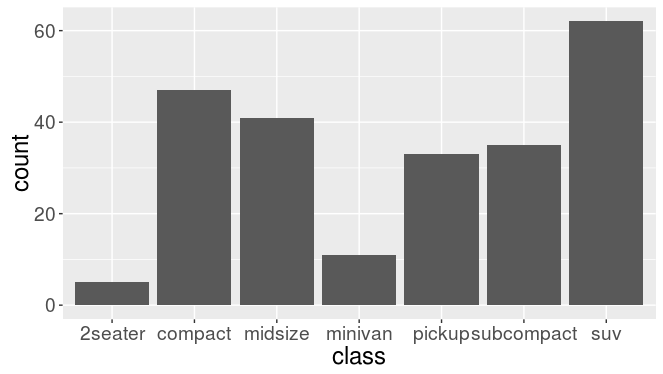 count
60
40
20
0
2seater compact midsize minivan pickup subcompact suv
class